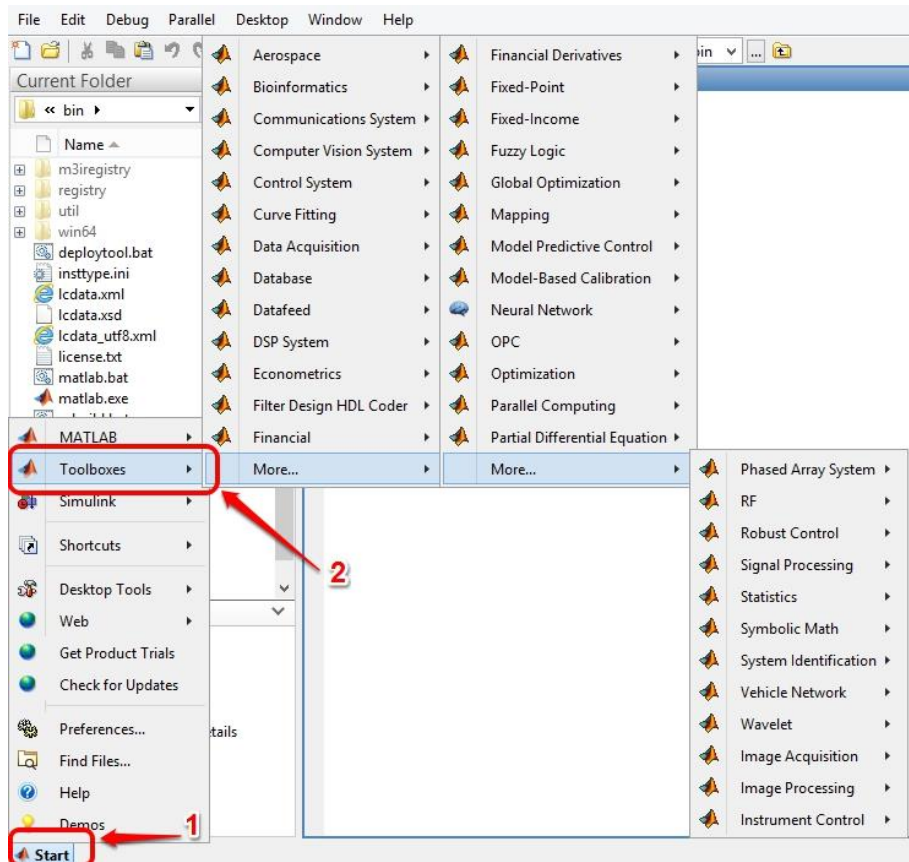 File Edit Debug Parallel Desktop Window Help
bin
Current Folder
« bin
Name
m3iregistry
registry
util
win64
deploytool.bat
insttype.ini
lcdata.xml
lcdata.xsd
lcdata_utf8.xml
license.txt
matlab.bat
matlab.exe
MATLAB
Toolboxes
Simulink
Shortcuts
Desktop Tools
Web
Get Product Trials
Check for Updates
Preferences...
Find Files...
Help
Demos
Start
1
2
Aerospace
Bioinformatics
Communications System
Computer Vision System
Control System
Curve Fitting
Data Acquisition
Database
Datafeed
DSP System
Econometrics
Filter Design HDL Coder
Financial
More...
Financial Derivatives
Fixed-Point
Fixed-Income
Fuzzy Logic
Global Optimization
Mapping
Model Predictive Control
Model-Based Calibration
Neural Network
OPC
Optimization
Parallel Computing
Partial Differential Equation
More...
Phased Array System
RF
Robust Control
Signal Processing
Statistics
Symbolic Math
System Identification
Vehicle Network
Wavelet
Image Acquisition
Image Processing
Instrument Control